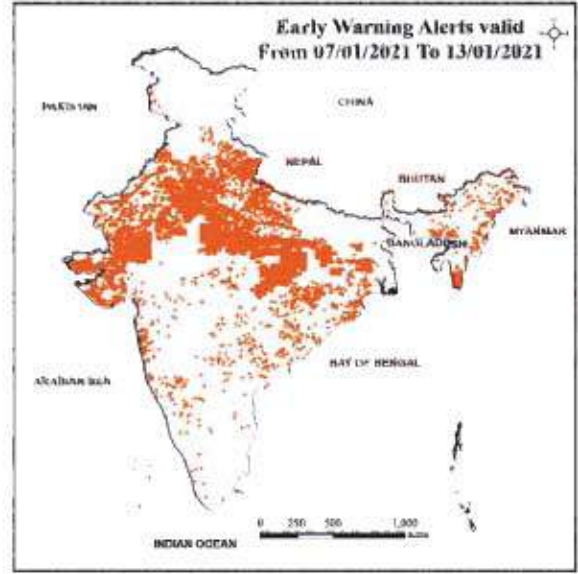 Early Warning Alerts valid
From 07/01/2021 To 13/01/2021
PAKISTAN
CHINA
NEPAL
BHUTAN
BANGLADESH
MYANMAR
BAY OF BENGAL
ARABIAN SEA
0 250 500 1,000
INDIAN OCEAN